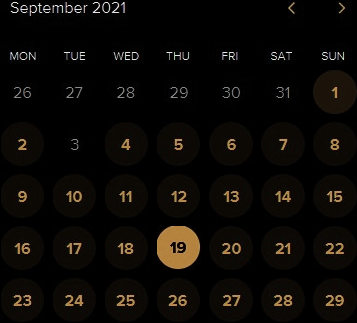 September 2021
MON TUE WED THU FRI SAT SUN
26 27 28 29 30 31 1
2 3 4 5 6 7 8
9 10 11 12 13 14 15
16 17 18 19 20 21 22
23 24 25 26 27 28 29